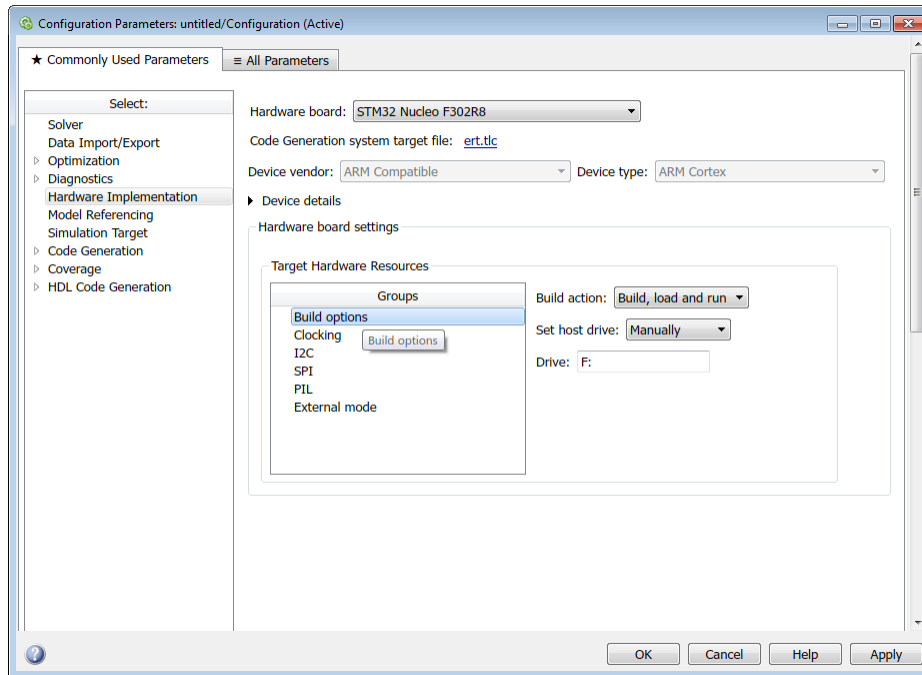 Configuration Parameters: untitled/Configuration (Active)
★ Commonly Used Parameters
≡ All Parameters
Select:
Solver
Data Import/Export
Optimization
Diagnostics
Hardware Implementation
Model Referencing
Simulation Target
Code Generation
Coverage
HDL Code Generation
Hardware board: STM32 Nucleo F302R8
Code Generation system target file: ert.tlc
Device vendor: ARM Compatible Device type: ARM Cortex
Device details
Hardware board settings
Target Hardware Resources
Groups
Build options
Clocking
I2C
SPI
PIL
External mode
Build options
Build action: Build, load and run
Set host drive: Manually
Drive: F:
OK Cancel Help Apply